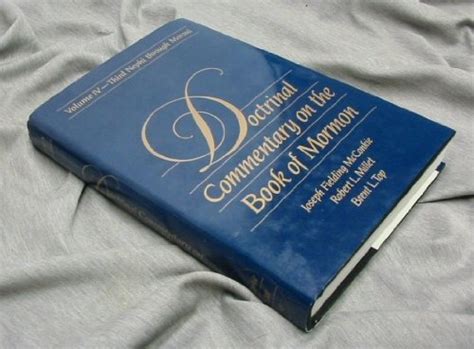 Volume IV—Third Nephi through Moroni
Doctrinal
Commentary on the
Book of Mormon
Joseph Fielding McConkie
Robert L. Millet
Brent L. Top